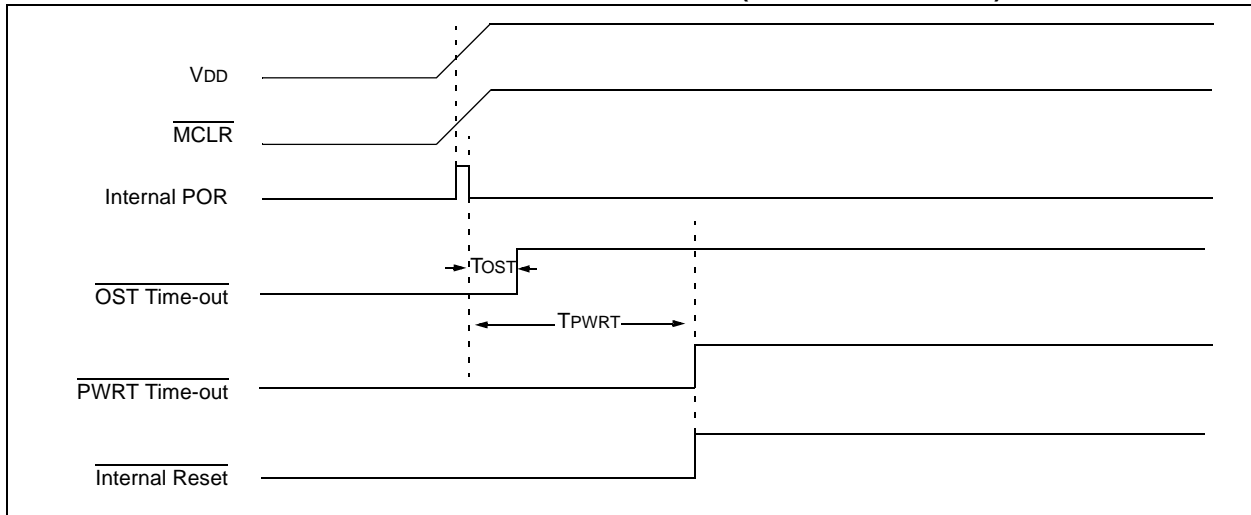 VDD
MCLR
Internal POR
TOST
OST Time-out
TPWRT
PWRT Time-out
Internal Reset